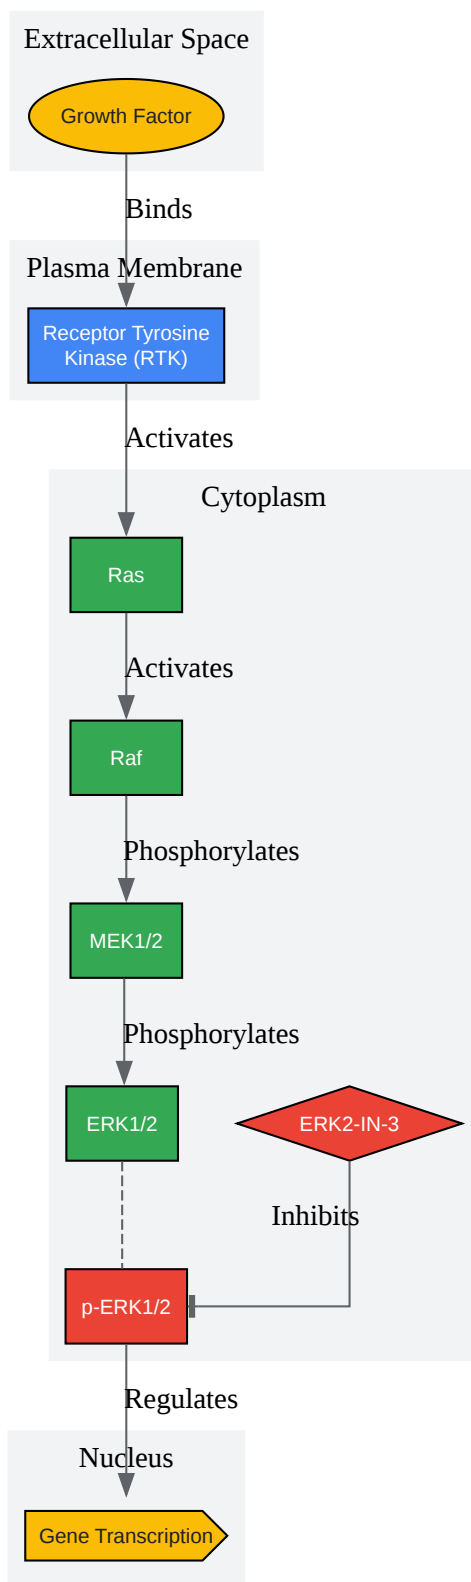 Extracellular Space
Growth Factor
Binds
Plasma Membrane
Receptor Tyrosine
Kinase (RTK)
Activates
Cytoplasm
Ras
Activates
Raf
Phosphorylates
MEK1/2
Phosphorylates
ERK1/2
ERK2-IN-3
Inhibits
p-ERK1/2
Regulates
Nucleus
Gene Transcription